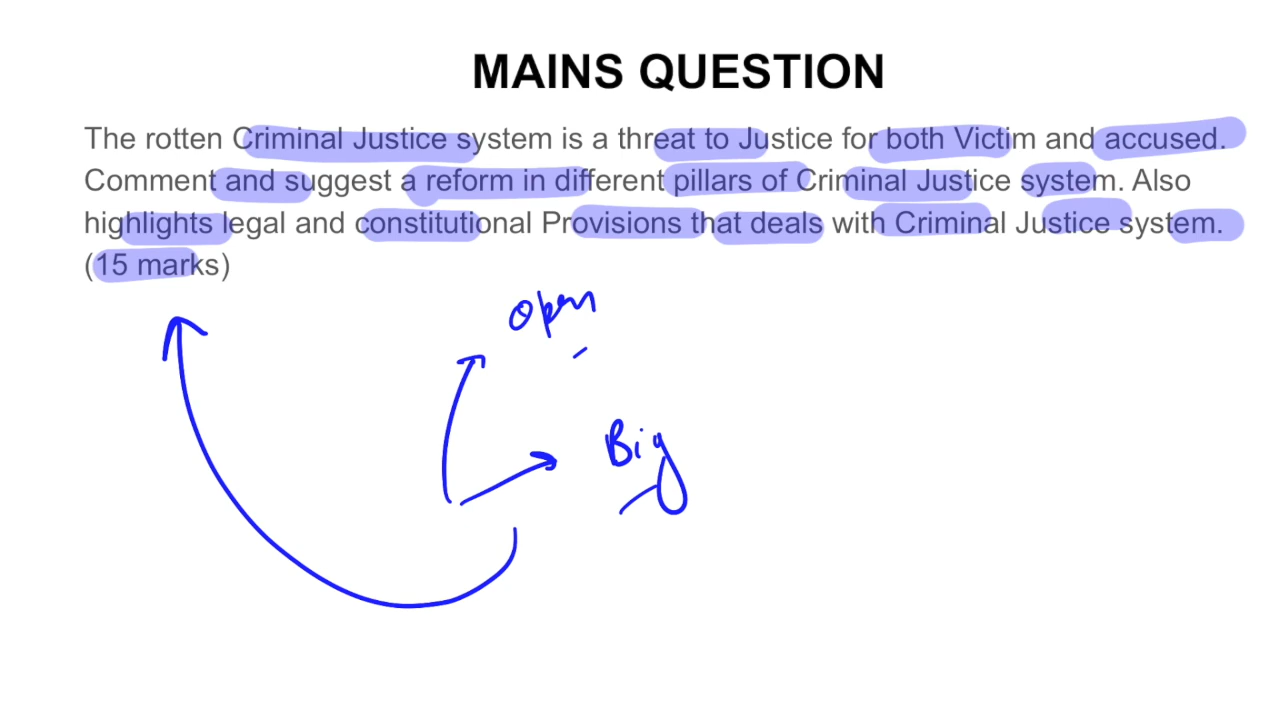 MAINS QUESTION
The rotten Criminal Justice system is a threat to Justice for both Victim and accused.
Comment and suggest a reform in different pillars of Criminal Justice system. Also
highlights legal and constitutional Provisions that deals with Criminal Justice system.
(15 marks)
Open
Big